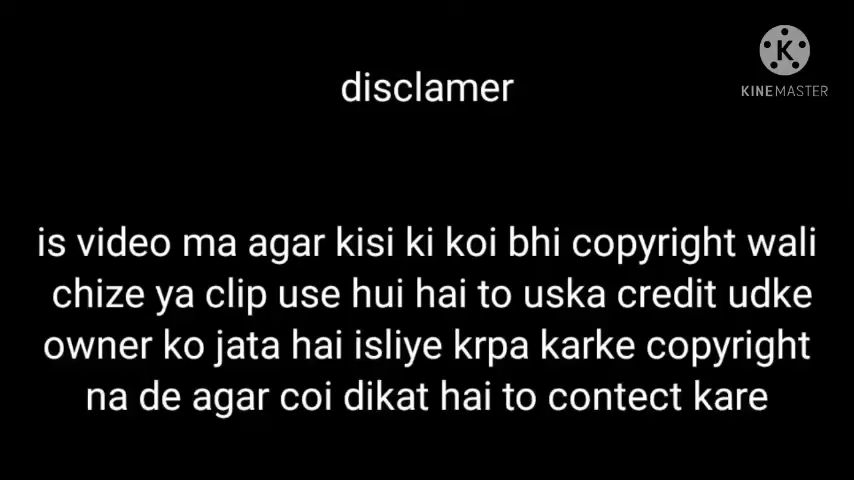 K
KINEMASTER
disclamer
is video ma agar kisi ki koi bhi copyright wali
chize ya clip use hui hai to uska credit udke
owner ko jata hai isliye krpa karke copyright
na de agar coi dikat hai to contect kare